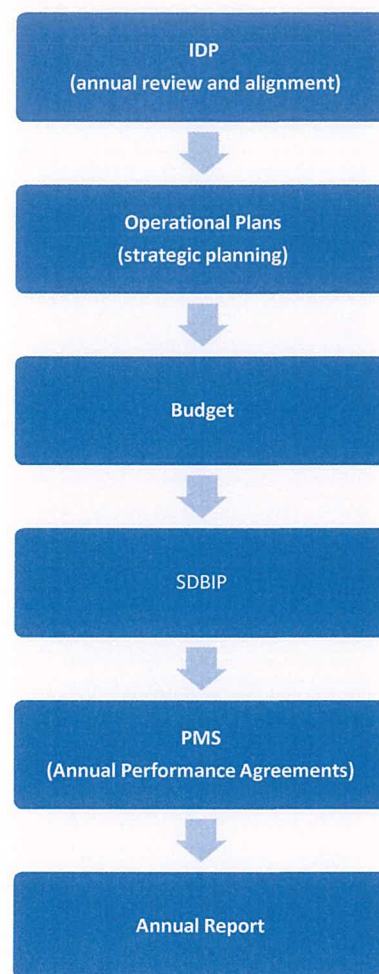 IDP
(annual review and alignment)
Operational Plans
(strategic planning)
Budget
SDBIP
PMS
(Annual Performance Agreements)
Annual Report